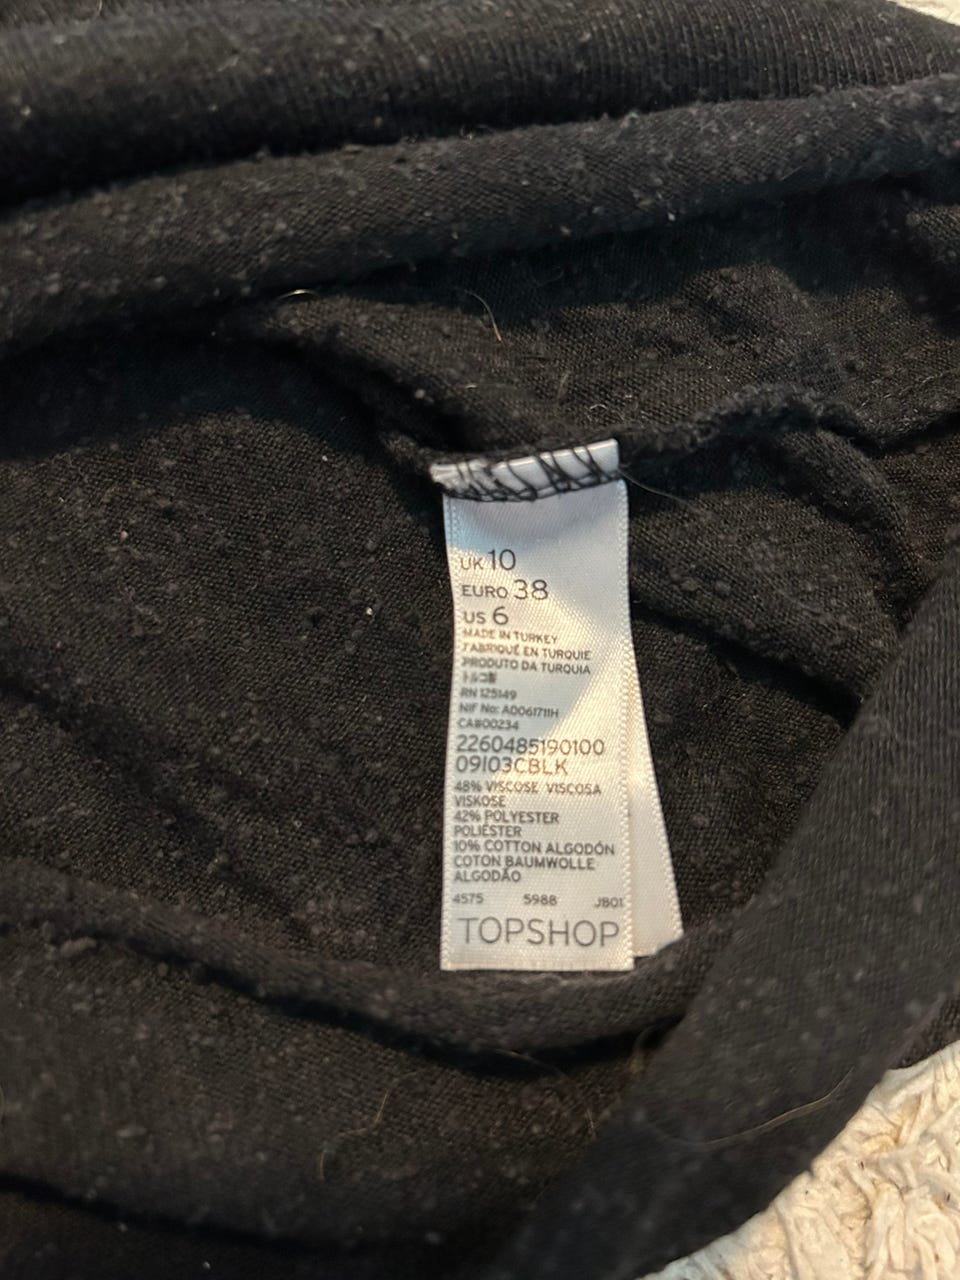 UK 10
EURO 38
US 6
MADE IN TURKEY
FABRIQUÉ EN TURQUIE
PRODUTO DA TURQUIA
RN 125149
NIF No: A0061711H
CA#00234
2260485190100
09I03CBLK
48% VISCOSE VISCOSA
VISKOSE
42% POLYESTER
POLIÉSTER
10% COTTON ALGODÓN
COTON BAUMWOLLE
ALGODÃO
4575 5988 JB01
TOPSHOP